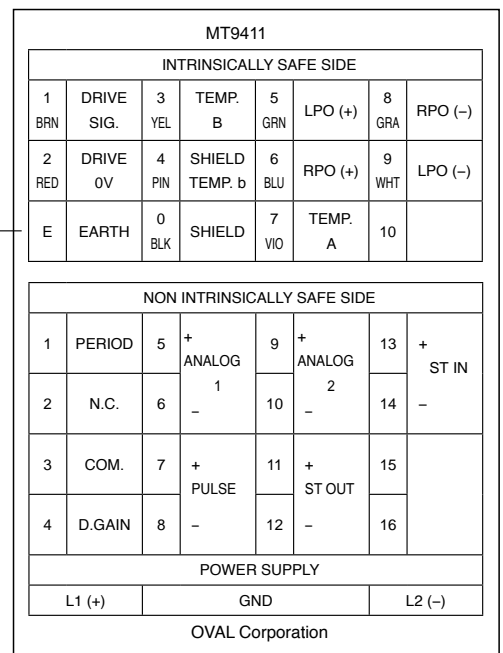 MT9411
INTRINSICALLY SAFE SIDE
1 BRN DRIVE SIG. 3 YEL TEMP. B 5 GRN LPO (+) 8 GRA RPO (−)
2 RED DRIVE 0V 4 PIN SHIELD TEMP. b 6 BLU RPO (+) 9 WHT LPO (−)
E EARTH 0 BLK SHIELD 7 VIO TEMP. A 10
NON INTRINSICALLY SAFE SIDE
1 PERIOD 5 + ANALOG 1 − 9 + ANALOG 2 − 13 + ST IN −
2 N.C. 6 10 14
3 COM. 7 + PULSE − 11 + ST OUT − 15
4 D.GAIN 8 12 16
POWER SUPPLY
L1 (+) GND L2 (−)
OVAL Corporation